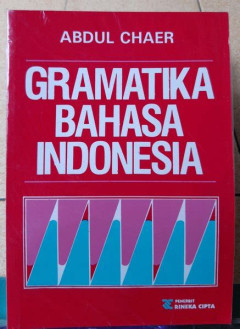 ABDUL CHAER
GRAMATIKA
BAHASA
INDONESIA
PENERBIT
RINEKA CIPTA